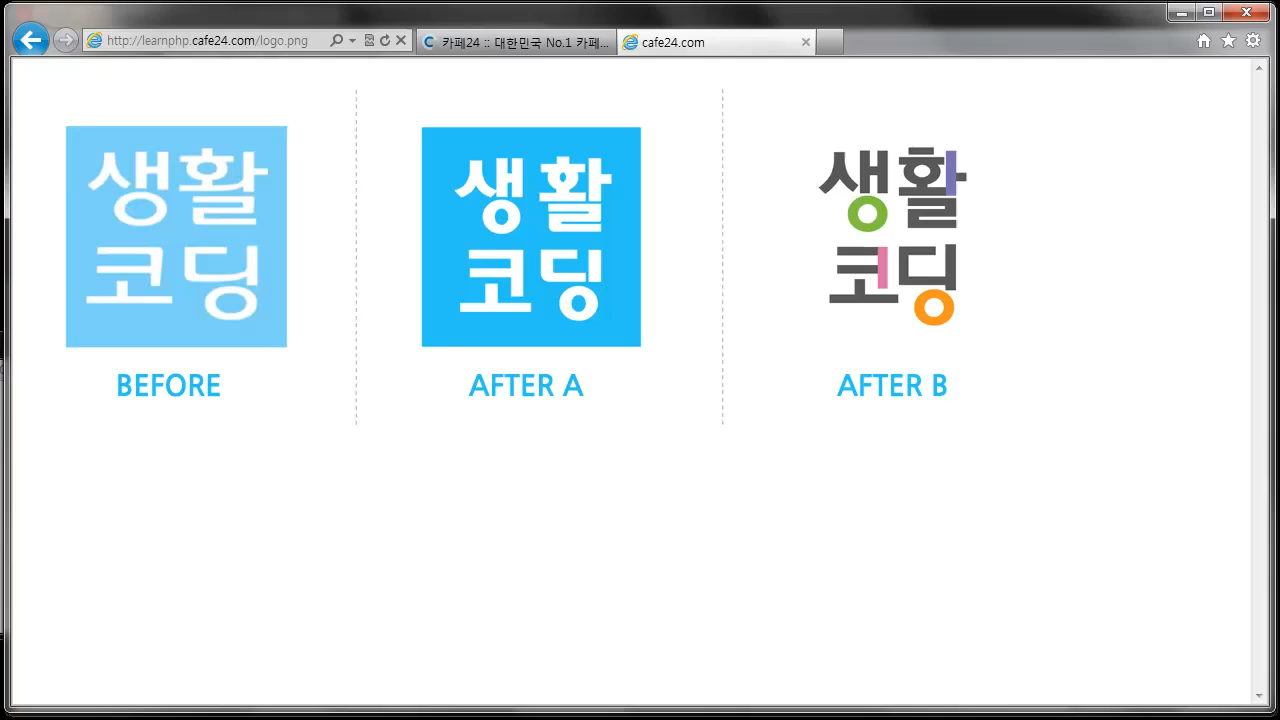 http://learnphp.cafe24.com/logo.png
카페24 :: 대한민국 No.1 카페...
cafe24.com
생활
코딩
BEFORE
생활
코딩
AFTER A
생활
코딩
AFTER B